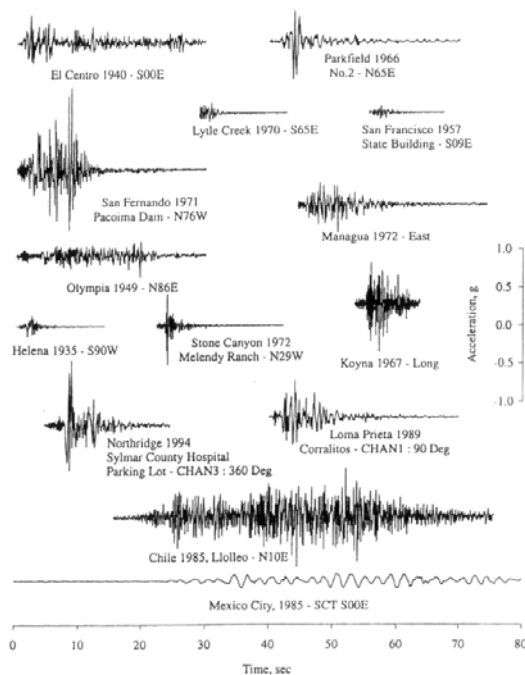 El Centro 1940 - S00E
Parkfield 1966
No.2 - N65E
Lytle Creek 1970 - S65E
San Francisco 1957
State Building - S09E
San Fernando 1971
Pacoima Dam - N76W
Managua 1972 - East
Olympia 1949 - N86E
Helena 1935 - S90W
Stone Canyon 1972
Melendy Ranch - N29W
Koyna 1967 - Long
1.0
0.5
0.0
-0.5
-1.0
Acceleration, g
Northridge 1994
Sylmar County Hospital
Parking Lot - CHAN3 : 360 Deg
Loma Prieta 1989
Corralitos - CHAN1 : 90 Deg
Chile 1985, Llolleo - N10E
Mexico City, 1985 - SCT S00E
0 10 20 30 40 50 60 70 80
Time, sec